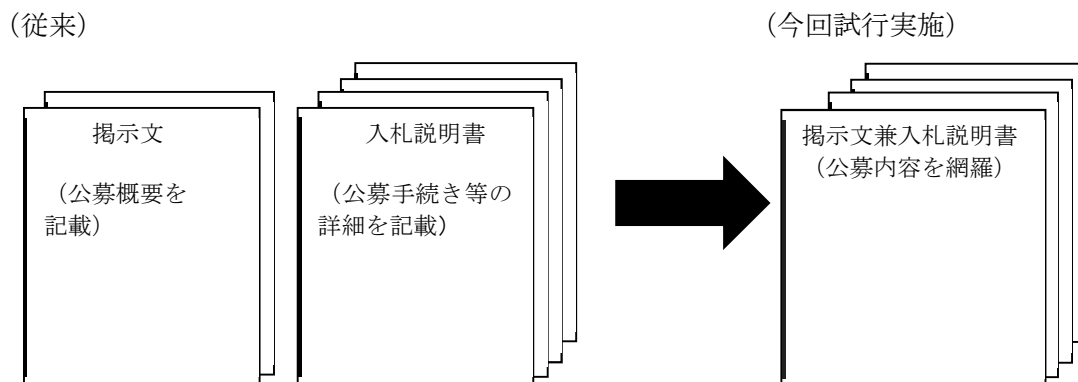 (従来)
(今回試行実施)
掲示文
(公募概要を
記載)
入札説明書
(公募手続き等の
詳細を記載)
掲示文兼入札説明書
(公募内容を網羅)